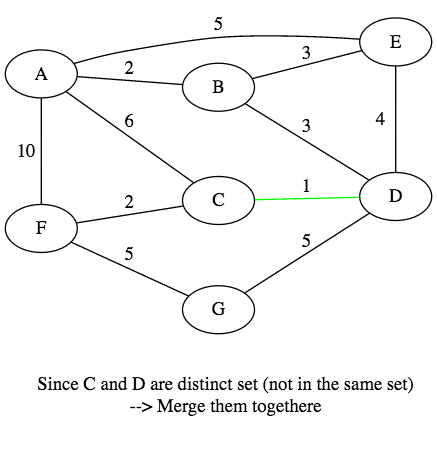 5
E
3
A
2
B
6
3
4
10
1
D
2
C
F
5
5
G
Since C and D are distinct set (not in the same set)
--> Merge them togethere